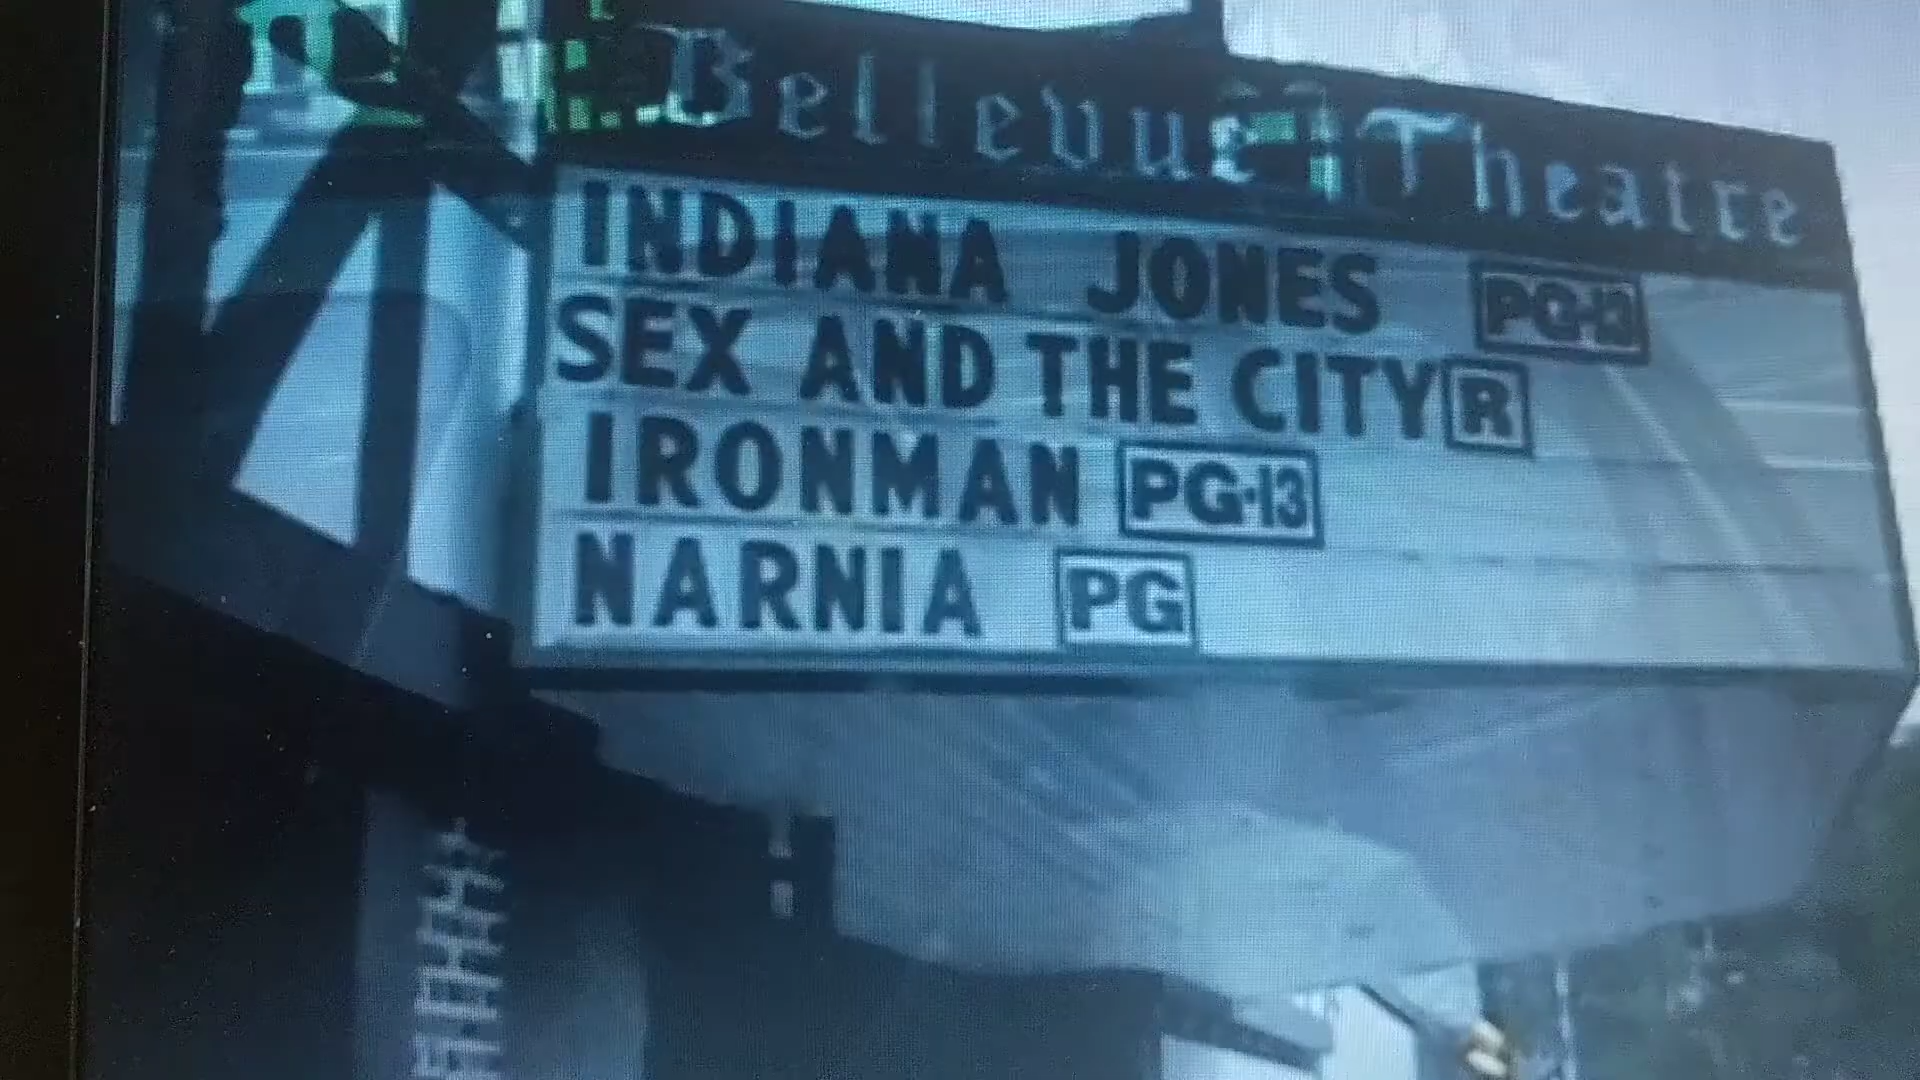 Bellevue Theatre
INDIANA JONES PG-13
SEX AND THE CITY R
IRONMAN PG-13
NARNIA PG